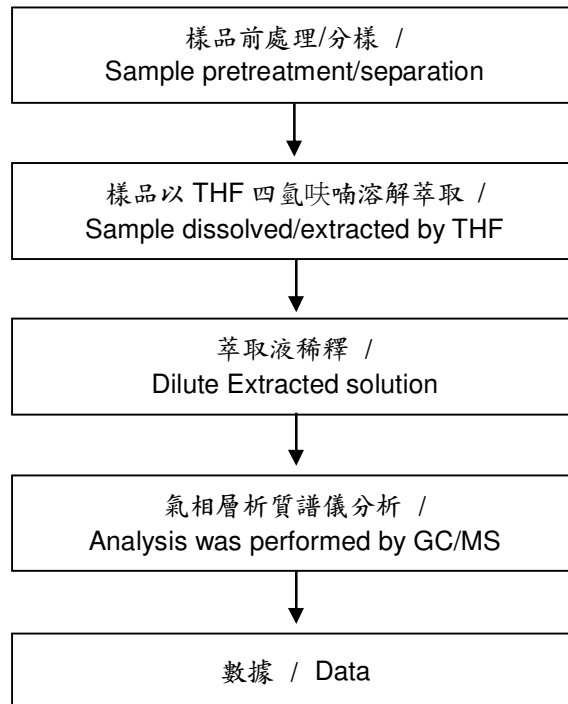 樣品前處理/分樣 /
Sample pretreatment/separation
樣品以 THF 四氫呋喃溶解萃取 /
Sample dissolved/extracted by THF
萃取液稀釋 /
Dilute Extracted solution
氣相層析質譜儀分析 /
Analysis was performed by GC/MS
數據 / Data